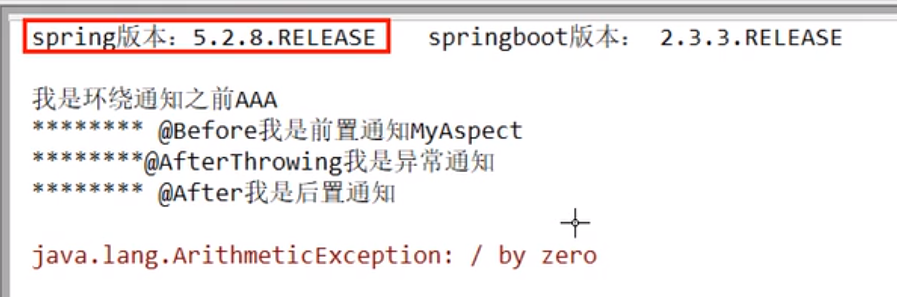 spring版本：5.2.8.RELEASE springboot版本： 2.3.3.RELEASE
我是环绕通知之前AAA
******** @Before我是前置通知MyAspect
********@AfterThrowing我是异常通知
******** @After我是后置通知
java.lang.ArithmeticException: / by zero